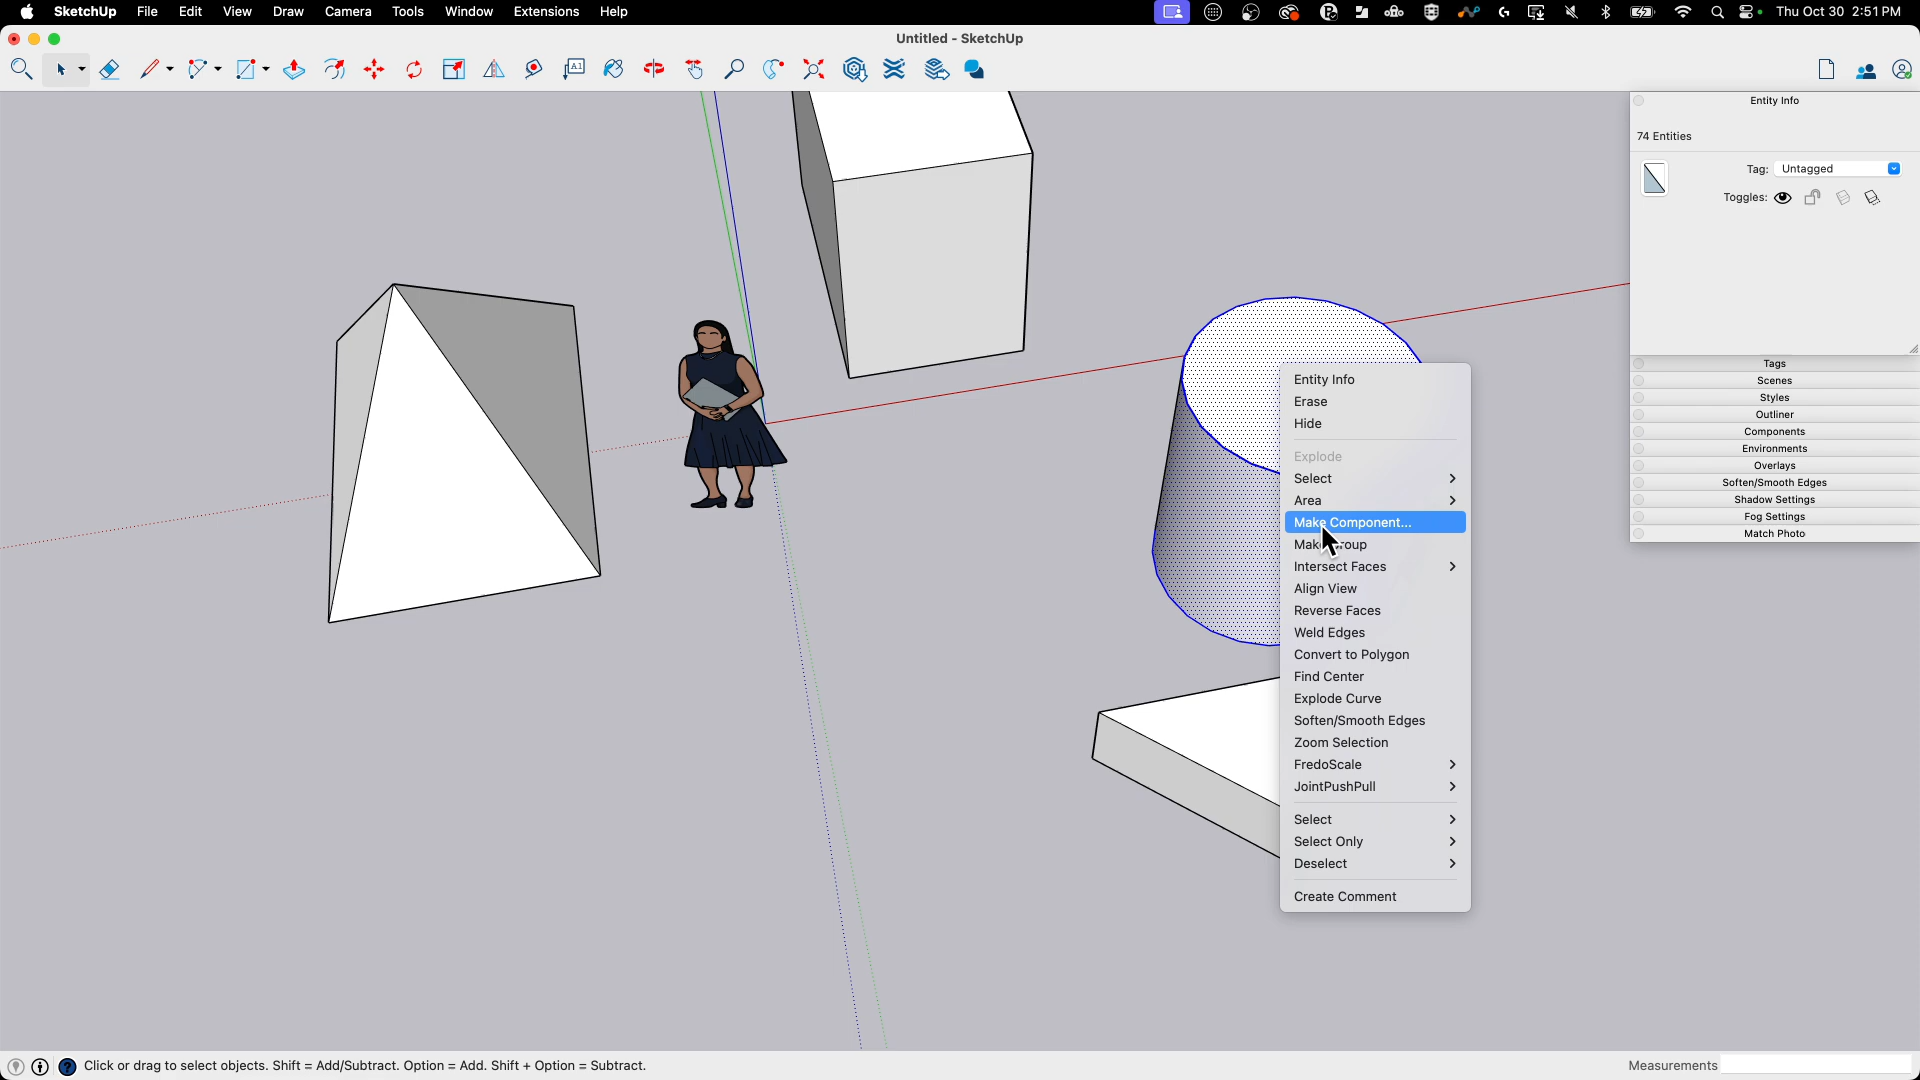 SketchUp File Edit View Draw Camera Tools Window Extensions Help Thu Oct 30 2:51 PM
Untitled - SketchUp
A1
Entity Info
74 Entities
Tag: Untagged
Toggles:
Tags
Scenes
Styles
Outliner
Components
Environments
Overlays
Soften/Smooth Edges
Shadow Settings
Fog Settings
Match Photo
Entity Info
Erase
Hide
Explode
Select
Area
Make Component...
Make Group
Intersect Faces
Align View
Reverse Faces
Weld Edges
Convert to Polygon
Find Center
Explode Curve
Soften/Smooth Edges
Zoom Selection
FredoScale
JointPushPull
Select
Select Only
Deselect
Create Comment
Click or drag to select objects. Shift = Add/Subtract. Option = Add. Shift + Option = Subtract.
Measurements